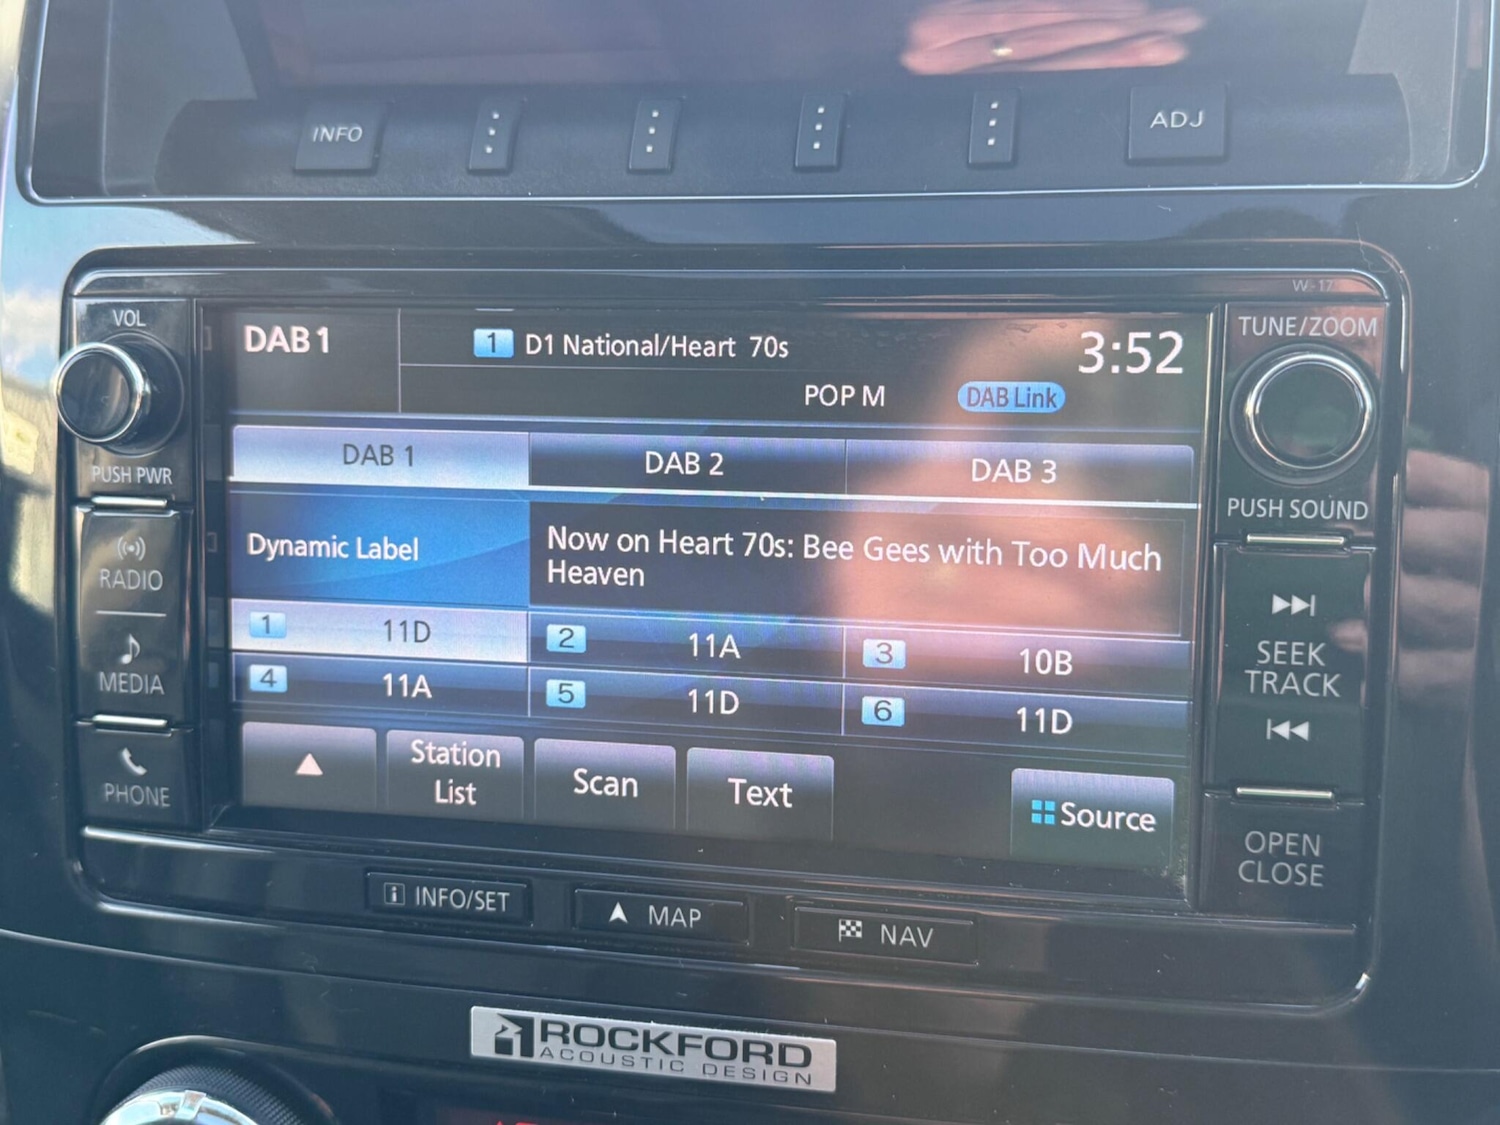 INFO
ADJ
W-17
VOL
PUSH PWR
RADIO
MEDIA
PHONE
DAB 1
1 D1 National/Heart 70s
3:52
POP M
DAB Link
DAB 1
DAB 2
DAB 3
Dynamic Label
Now on Heart 70s: Bee Gees with Too Much
Heaven
1 11D
2 11A
3 10B
4 11A
5 11D
6 11D
Station
List
Scan
Text
Source
TUNE/ZOOM
PUSH SOUND
SEEK
TRACK
OPEN
CLOSE
i INFO/SET
MAP
NAV
ROCKFORD
ACOUSTIC DESIGN